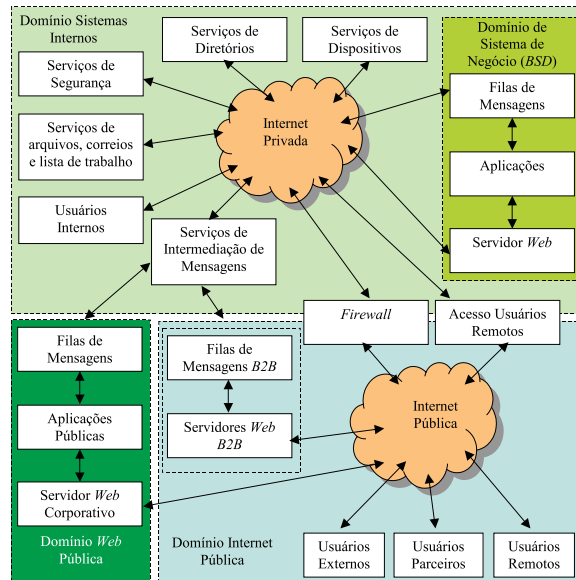 Domínio Sistemas
Internos
Serviços de
Diretórios
Serviços de
Dispositivos
Domínio de
Sistema de
Negócio (BSD)
Serviços de
Segurança
Filas de
Mensagens
Internet
Privada
Serviços de
arquivos, correios
e lista de trabalho
Aplicações
Usuários
Internos
Serviços de
Intermediação de
Mensagens
Servidor Web
Firewall
Acesso Usuários
Remotos
Filas de
Mensagens
Filas de
Mensagens B2B
Aplicações
Públicas
Servidores Web
B2B
Internet
Pública
Servidor Web
Corporativo
Domínio Web
Pública
Domínio Internet
Pública
Usuários
Externos
Usuários
Parceiros
Usuários
Remotos